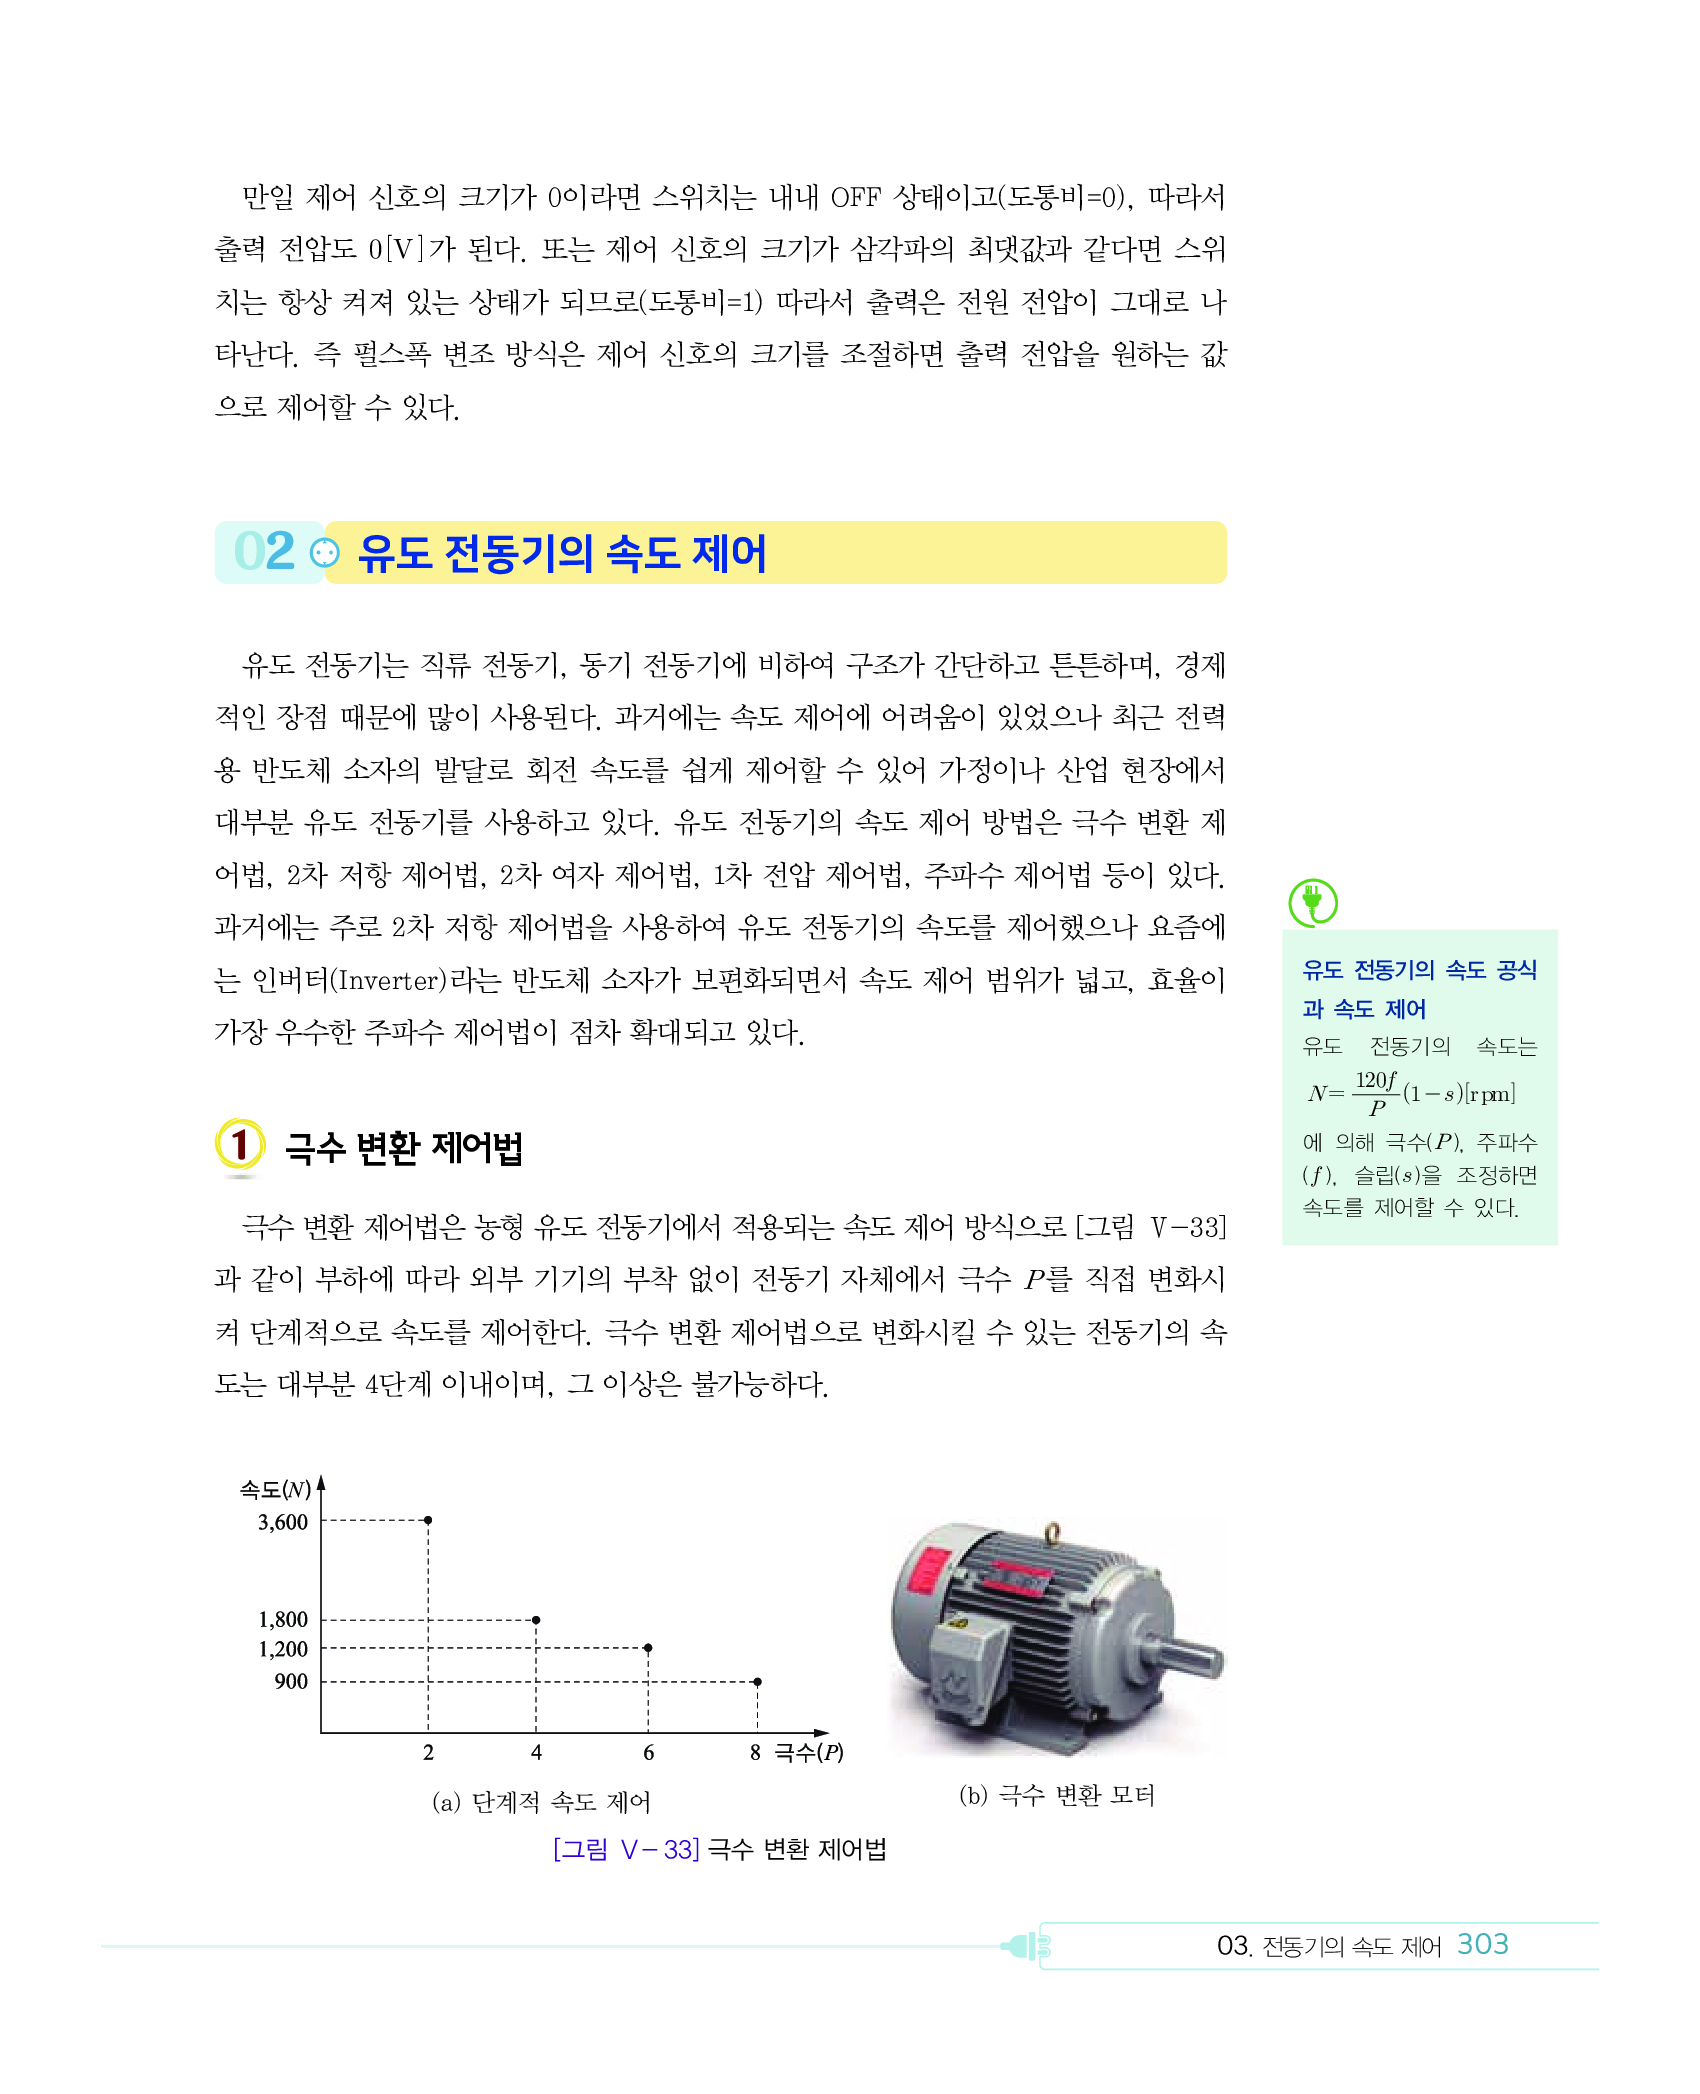 만일 제어 신호의 크기가 0이라면 스위치는 내내 OFF 상태이고(도통비=0), 따라서
출력 전압도 0[V]가 된다. 또는 제어 신호의 크기가 삼각파의 최댓값과 같다면 스위
치는 항상 켜져 있는 상태가 되므로(도통비=1) 따라서 출력은 전원 전압이 그대로 나
타난다. 즉 펄스폭 변조 방식은 제어 신호의 크기를 조절하면 출력 전압을 원하는 값
으로 제어할 수 있다.
02 유도 전동기의 속도 제어
유도 전동기는 직류 전동기, 동기 전동기에 비하여 구조가 간단하고 튼튼하며, 경제
적인 장점 때문에 많이 사용된다. 과거에는 속도 제어에 어려움이 있었으나 최근 전력
용 반도체 소자의 발달로 회전 속도를 쉽게 제어할 수 있어 가정이나 산업 현장에서
대부분 유도 전동기를 사용하고 있다. 유도 전동기의 속도 제어 방법은 극수 변환 제
어법, 2차 저항 제어법, 2차 여자 제어법, 1차 전압 제어법, 주파수 제어법 등이 있다.
과거에는 주로 2차 저항 제어법을 사용하여 유도 전동기의 속도를 제어했으나 요즘에
는 인버터(Inverter)라는 반도체 소자가 보편화되면서 속도 제어 범위가 넓고, 효율이
가장 우수한 주파수 제어법이 점차 확대되고 있다.
유도 전동기의 속도 공식
과 속도 제어
유도 전동기의 속도는
N= 120f/P (1-s)[rpm]
에 의해 극수(P), 주파수
(f), 슬립(s)을 조정하면
속도를 제어할 수 있다.
1 극수 변환 제어법
극수 변환 제어법은 농형 유도 전동기에서 적용되는 속도 제어 방식으로 [그림 Ⅴ-33]
과 같이 부하에 따라 외부 기기의 부착 없이 전동기 자체에서 극수 P를 직접 변화시
켜 단계적으로 속도를 제어한다. 극수 변환 제어법으로 변화시킬 수 있는 전동기의 속
도는 대부분 4단계 이내이며, 그 이상은 불가능하다.
속도(N)
3,600
1,800
1,200
900
2 4 6 8 극수(P)
(a) 단계적 속도 제어
(b) 극수 변환 모터
[그림 Ⅴ-33] 극수 변환 제어법
03. 전동기의 속도 제어 303